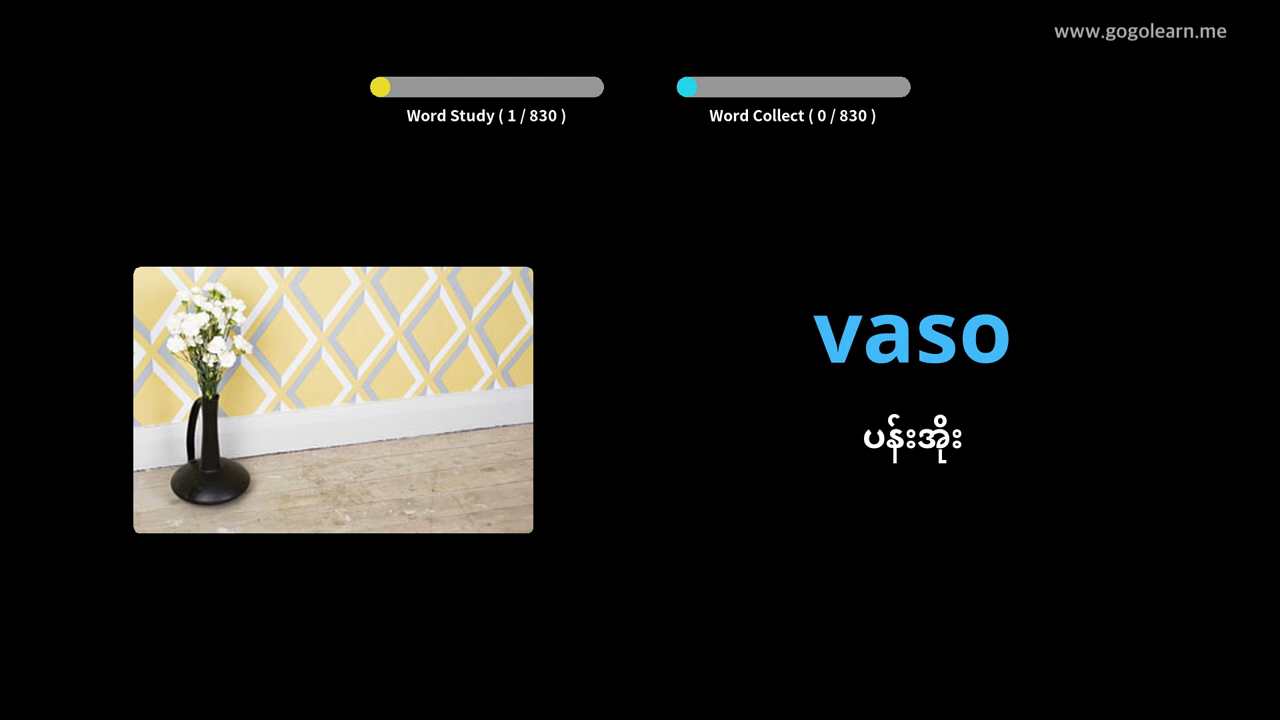 www.gogolearn.me
Word Study ( 1 / 830 )
Word Collect ( 0 / 830 )
vaso
ပန်းအိုး